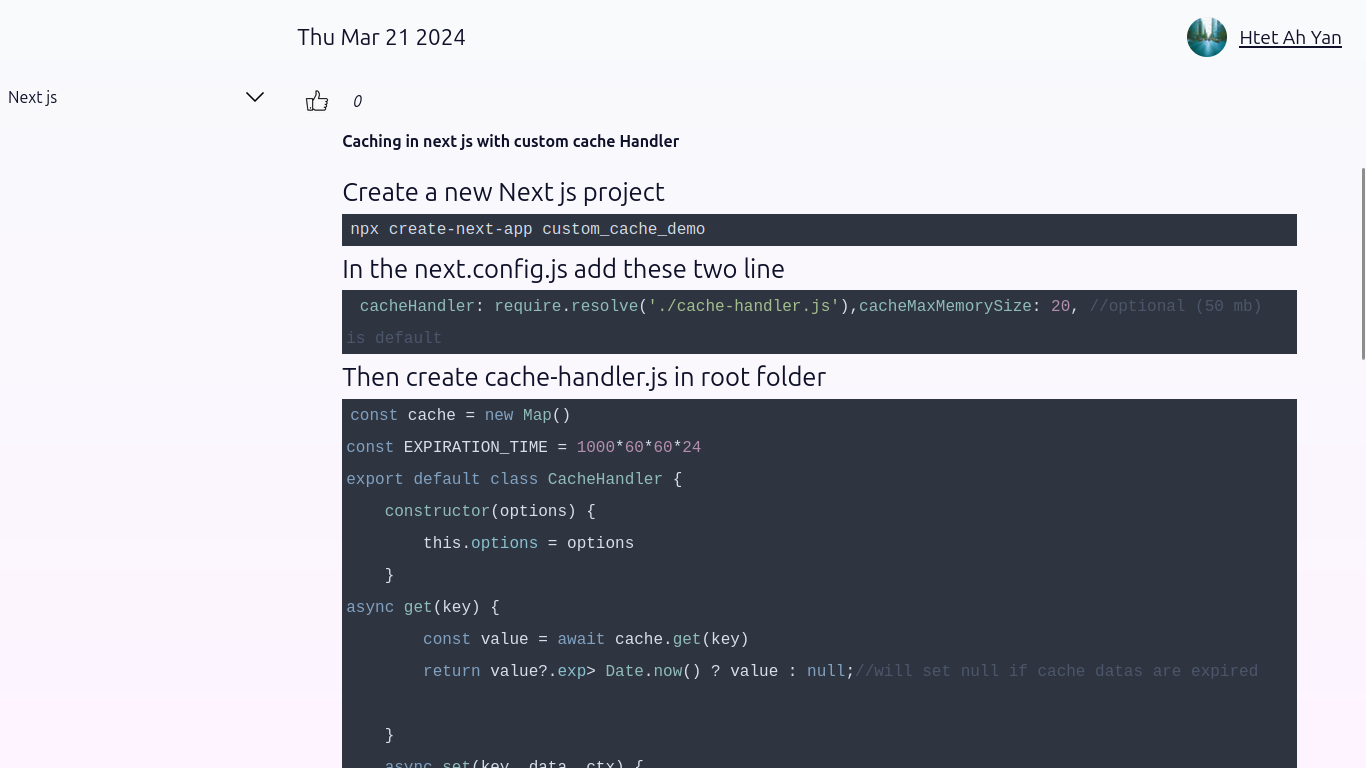 Thu Mar 21 2024
Htet Ah Yan
Next js
0
Caching in next js with custom cache Handler
Create a new Next js project
npx create-next-app custom_cache_demo
In the next.config.js add these two line
cacheHandler: require.resolve('./cache-handler.js'),cacheMaxMemorySize: 20, //optional (50 mb)
is default
Then create cache-handler.js in root folder
const cache = new Map()
const EXPIRATION_TIME = 1000*60*60*24
export default class CacheHandler {
    constructor(options) {
        this.options = options
    }
async get(key) {
        const value = await cache.get(key)
        return value?.exp> Date.now() ? value : null;//will set null if cache datas are expired
    }
    async set(key, data, ctx) {